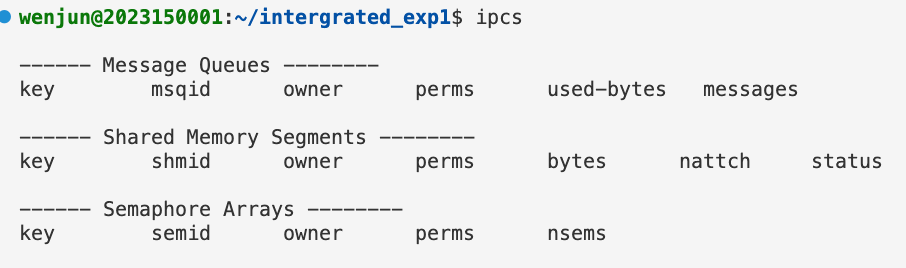 wenjun@2023150001:~/intergrated_exp1$ ipcs
------ Message Queues --------
key        msqid      owner      perms      used-bytes   messages
------ Shared Memory Segments --------
key        shmid      owner      perms      bytes      nattch     status
------ Semaphore Arrays --------
key        semid      owner      perms      nsems